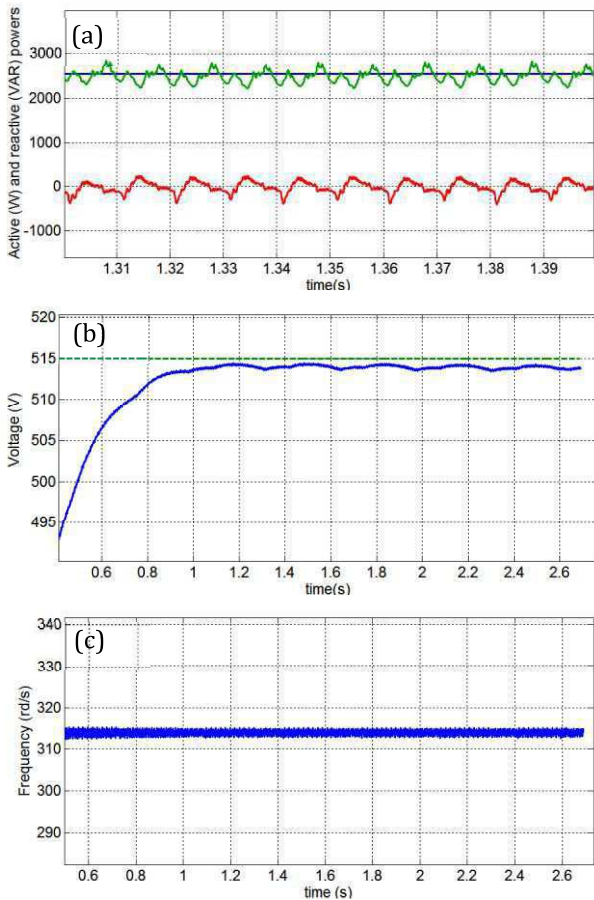 (a)
Active (W) and reactive (VAR) powers
3000
2000
1000
0
-1000
1.31 1.32 1.33 1.34 1.35 1.36 1.37 1.38 1.39
time(s)
(b)
Voltage (V)
520
515
510
505
500
495
0.6 0.8 1 1.2 1.4 1.6 1.8 2 2.2 2.4 2.6
time(s)
(c)
Frequency (rd/s)
340
330
320
310
300
290
0.6 0.8 1 1.2 1.4 1.6 1.8 2 2.2 2.4 2.6
time (s)